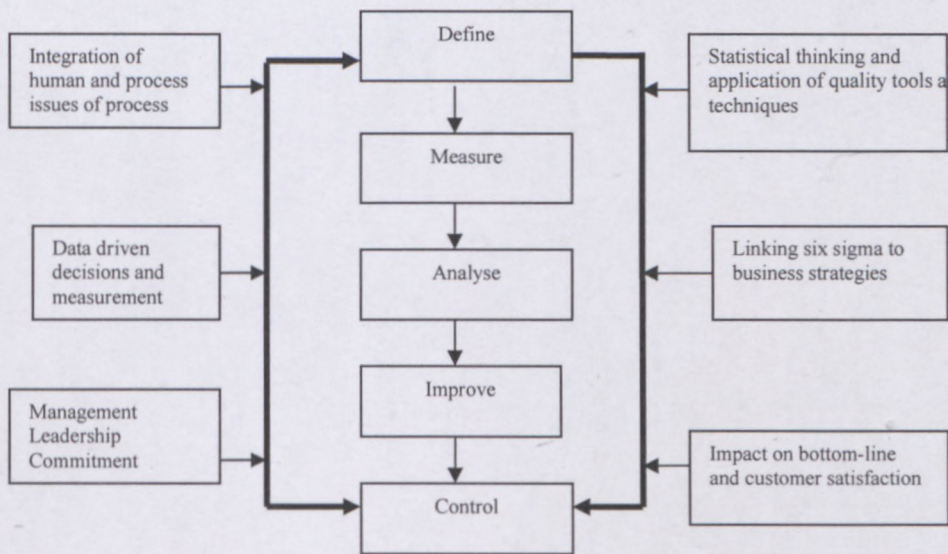 Define
Integration of
human and process
issues of process
Statistical thinking and
application of quality tools a
techniques
Measure
Data driven
decisions and
measurement
Analyse
Linking six sigma to
business strategies
Improve
Management
Leadership
Commitment
Impact on bottom-line
and customer satisfaction
Control